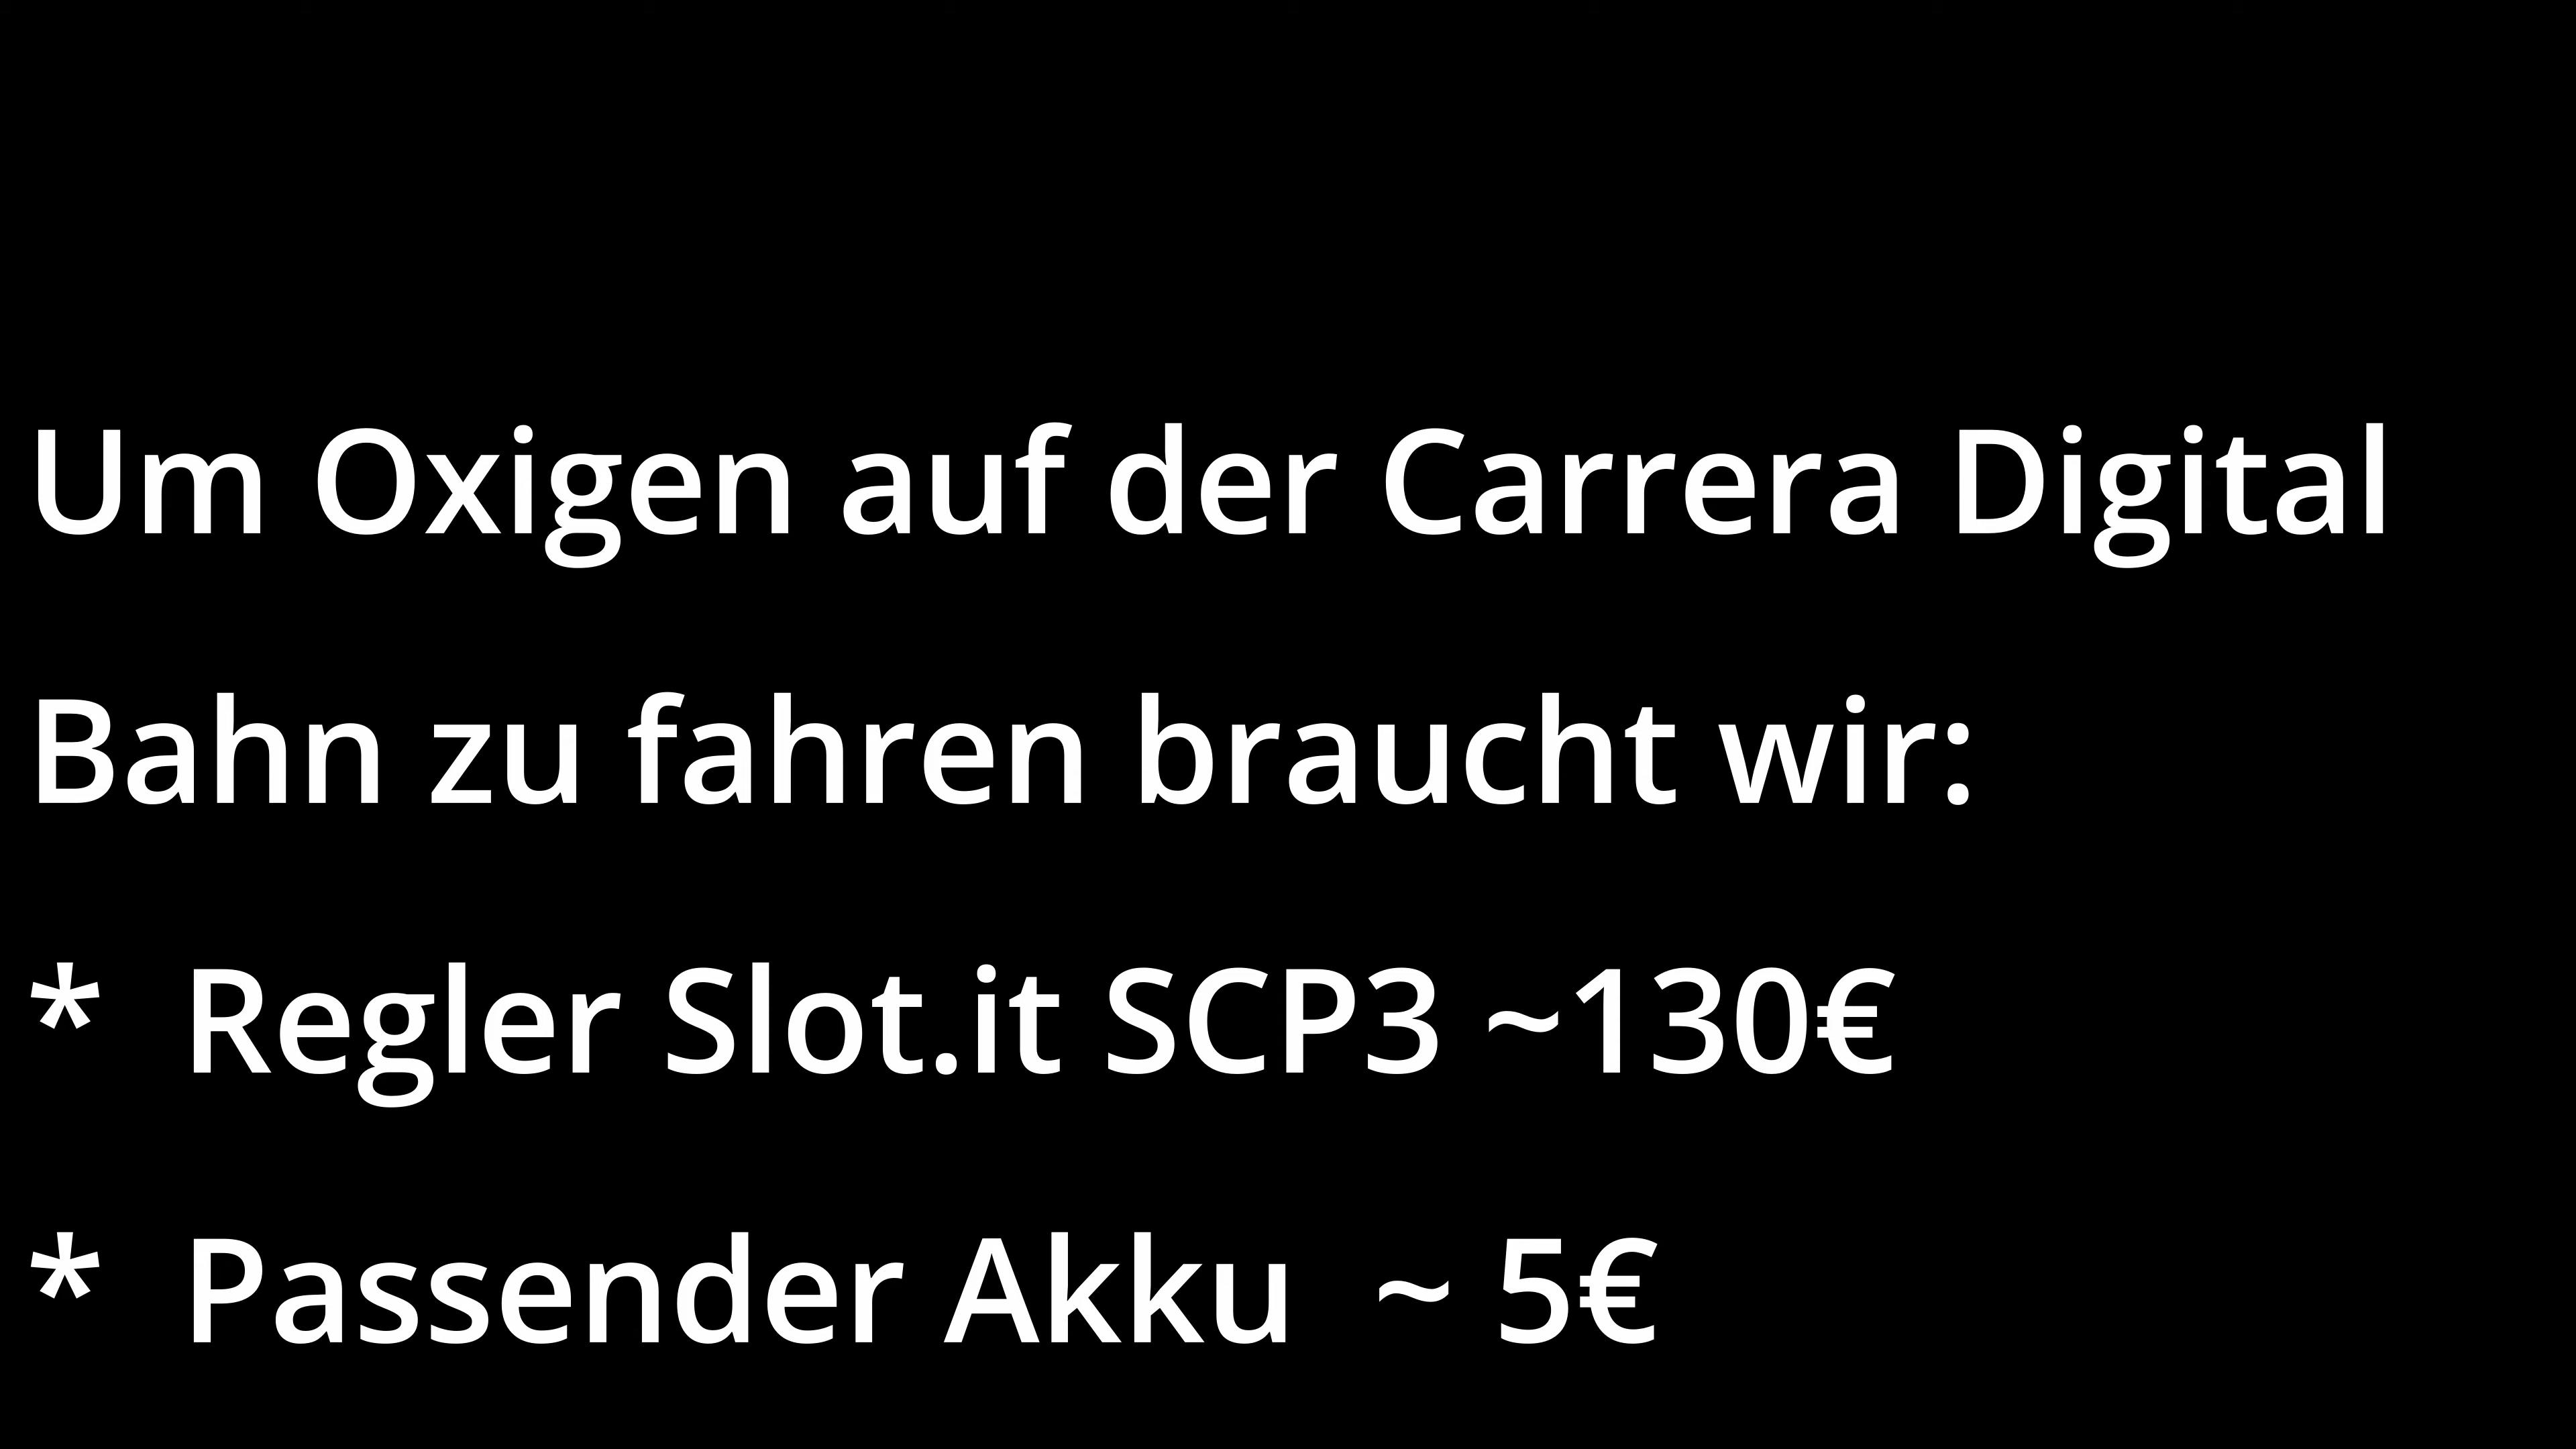 Um Oxigen auf der Carrera Digital
Bahn zu fahren braucht wir:
* Regler Slot.it SCP3 ~130€
* Passender Akku ~ 5€